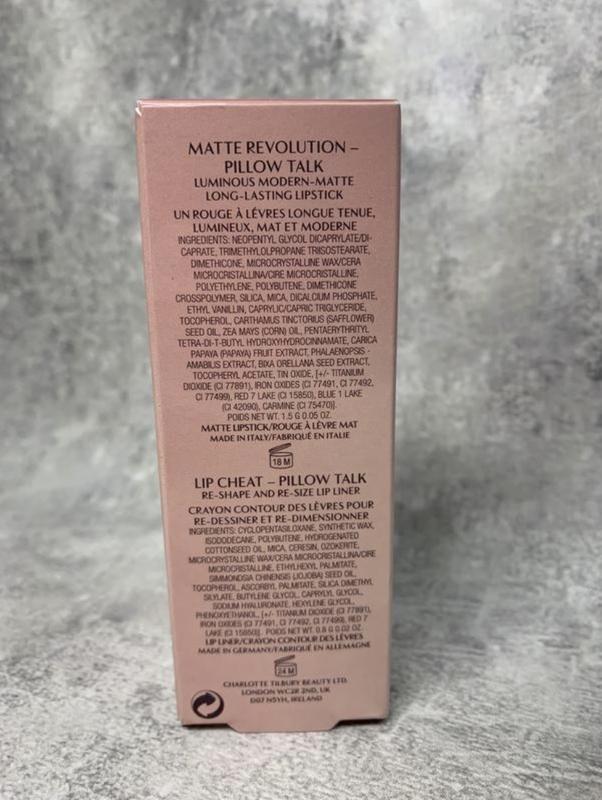 MATTE REVOLUTION –
PILLOW TALK
LUMINOUS MODERN-MATTE
LONG-LASTING LIPSTICK
UN ROUGE À LÈVRES LONGUE TENUE,
LUMINEUX, MAT ET MODERNE
INGREDIENTS: NEOPENTYL GLYCOL DICAPRYLATE/DI-
CAPRATE, TRIMETHYLOLPROPANE TRIISOSTEARATE,
DIMETHICONE, MICROCRYSTALLINE WAX/CERA
MICROCRISTALLINA/CIRE MICROCRISTALLINE,
POLYETHYLENE, POLYBUTENE, DIMETHICONE
CROSSPOLYMER, SILICA, MICA, DICALCIUM PHOSPHATE,
ETHYL VANILLIN, CAPRYLIC/CAPRIC TRIGLYCERIDE,
TOCOPHEROL, CARTHAMUS TINCTORIUS (SAFFLOWER)
SEED OIL, ZEA MAYS (CORN) OIL, PENTAERYTHRITYL
TETRA-DI-T-BUTYL HYDROXYHYDROCINNAMATE, CARICA
PAPAYA (PAPAYA) FRUIT EXTRACT, PHALAENOPSIS -
AMABILIS EXTRACT, BIXA ORELLANA SEED EXTRACT,
TOCOPHERYL ACETATE, TIN OXIDE, [+/- TITANIUM
DIOXIDE (CI 77891), IRON OXIDES (CI 77491, CI 77492,
CI 77499), RED 7 LAKE (CI 15850), BLUE 1 LAKE
(CI 42090), CARMINE (CI 75470)].
POIDS NET WT. 1.5 G 0.05 OZ.
MATTE LIPSTICK/ROUGE À LÈVRE MAT
MADE IN ITALY/FABRIQUÉ EN ITALIE
18 M
LIP CHEAT – PILLOW TALK
RE-SHAPE AND RE-SIZE LIP LINER
CRAYON CONTOUR DES LÈVRES POUR
RE-DESSINER ET RE-DIMENSIONNER
INGREDIENTS: CYCLOPENTASILOXANE, SYNTHETIC WAX,
ISODODECANE, POLYBUTENE, HYDROGENATED
COTTONSEED OIL, MICA, CERESIN, OZOKERITE,
MICROCRYSTALLINE WAX/CERA MICROCRISTALLINA/CIRE
MICROCRISTALLINE, ETHYLHEXYL PALMITATE,
SIMMONDSIA CHINENSIS (JOJOBA) SEED OIL,
TOCOPHEROL, ASCORBYL PALMITATE, SILICA DIMETHYL
SILYLATE, BUTYLENE GLYCOL, CAPRYLYL GLYCOL,
SODIUM HYALURONATE, HEXYLENE GLYCOL,
PHENOXYETHANOL, [+/- TITANIUM DIOXIDE (CI 77891),
IRON OXIDES (CI 77491, CI 77492, CI 77499), RED 7
LAKE (CI 15850)]. POIDS NET WT. 0.8 G 0.02 OZ.
LIP LINER/CRAYON CONTOUR DES LÈVRES
MADE IN GERMANY/FABRIQUÉ EN ALLEMAGNE
24 M
CHARLOTTE TILBURY BEAUTY LTD.
LONDON WC2R 2ND, UK
D07 N5YH, IRELAND